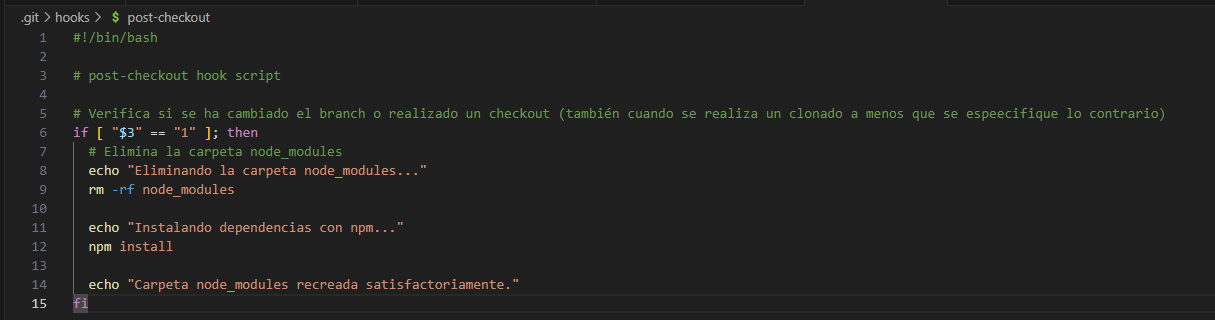 .git > hooks > $ post-checkout
1 #!/bin/bash
2
3 # post-checkout hook script
4
5 # Verifica si se ha cambiado el branch o realizado un checkout (también cuando se realiza un clonado a menos que se espeecifique lo contrario)
6 if [ "$3" == "1" ]; then
7 # Elimina la carpeta node_modules
8 echo "Eliminando la carpeta node_modules..."
9 rm -rf node_modules
10
11 echo "Instalando dependencias con npm..."
12 npm install
13
14 echo "Carpeta node_modules recreada satisfactoriamente."
15 fi